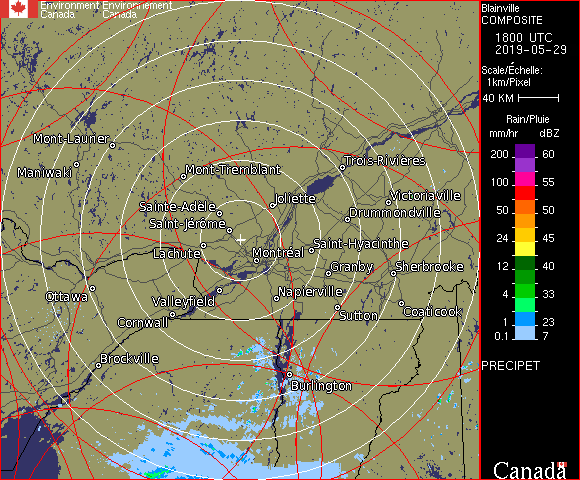 Environment Environnement
Canada Canada
Blainville
COMPOSITE
1800 UTC
2019-05-29
Scale/Échelle:
1km/Pixel
40 KM
Rain/Pluie
mm/hr dBZ
200 60
100 55
50 50
24 45
12 40
4 33
1 23
0.1 7
PRECIPET
Canada
Mont-Laurier
Maniwaki
Mont-Tremblant
Trois-Rivières
Joliette
Victoriaville
Sainte-Adèle
Drummondville
Saint-Jérôme
Lachute
Montréal
Saint-Hyacinthe
Granby
Sherbrooke
Ottawa
Valleyfield
Napierville
Cornwall
Sutton
Coaticook
Brockville
Burlington